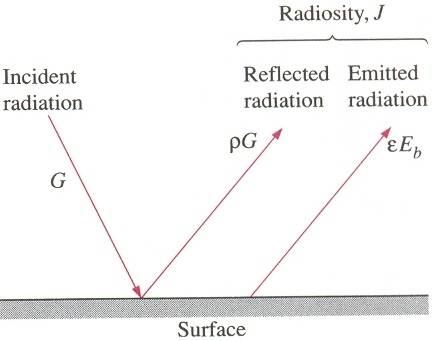 Radiosity, J
Incident
radiation
Reflected
radiation
Emitted
radiation
G
ρG
εE_b
Surface